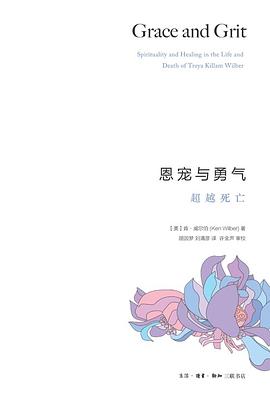 Grace and Grit
Spirituality and Healing in the Life and
Death of Treya Killam Wilber
恩宠与勇气
超越死亡
【美】肯·威尔伯 (Ken Wilber) 著
胡因梦 刘清彦 译 许金声 审校
生活·讀書·新知 三联书店